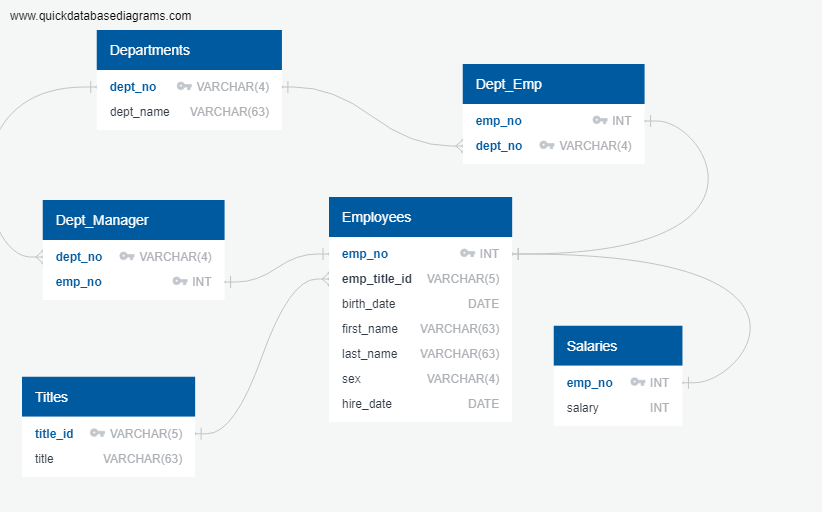 www.quickdatabasediagrams.com
Departments
dept_no VARCHAR(4)
dept_name VARCHAR(63)
Dept_Emp
emp_no INT
dept_no VARCHAR(4)
Dept_Manager
dept_no VARCHAR(4)
emp_no INT
Employees
emp_no INT
emp_title_id VARCHAR(5)
birth_date DATE
first_name VARCHAR(63)
last_name VARCHAR(63)
sex VARCHAR(4)
hire_date DATE
Salaries
emp_no INT
salary INT
Titles
title_id VARCHAR(5)
title VARCHAR(63)